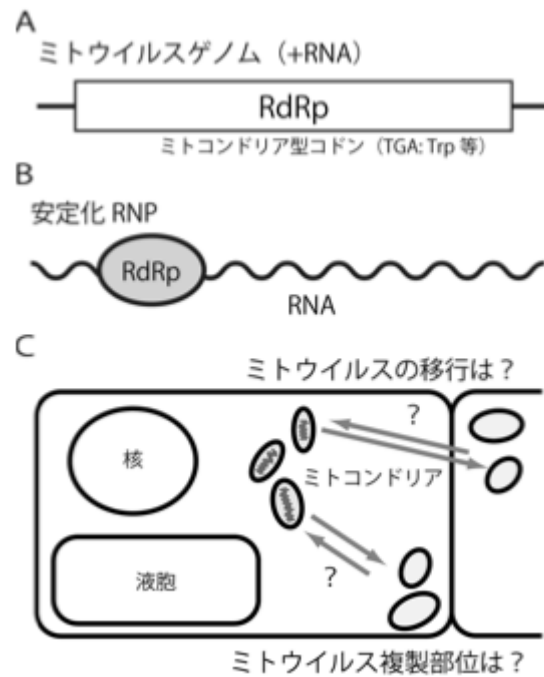 A
ミトウイルスゲノム（+RNA）
RdRp
ミトコンドリア型コドン（TGA: Trp 等）
B
安定化 RNP
RdRp
RNA
C
ミトウイルスの移行は？
?
核
ミトコンドリア
液胞
?
ミトウイルス複製部位は？